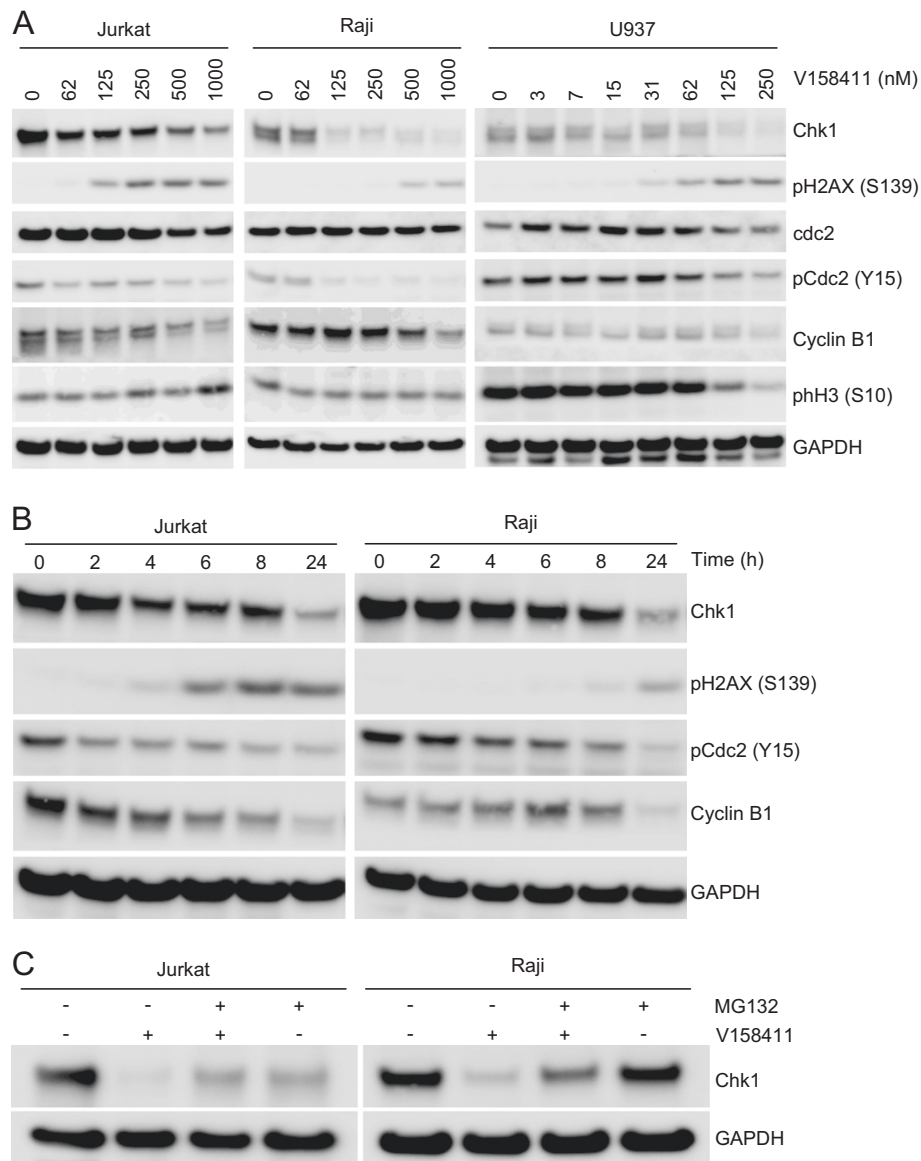 A
Jurkat Raji U937
0 62 125 250 500 1000 0 62 125 250 500 1000 0 3 7 15 31 62 125 250 V158411 (nM)
Chk1
pH2AX (S139)
cdc2
pCdc2 (Y15)
Cyclin B1
phH3 (S10)
GAPDH
B
Jurkat Raji
0 2 4 6 8 24 0 2 4 6 8 24 Time (h)
Chk1
pH2AX (S139)
pCdc2 (Y15)
Cyclin B1
GAPDH
C
Jurkat Raji
- - + + - - + + MG132
- + + - - + + - V158411
Chk1
GAPDH